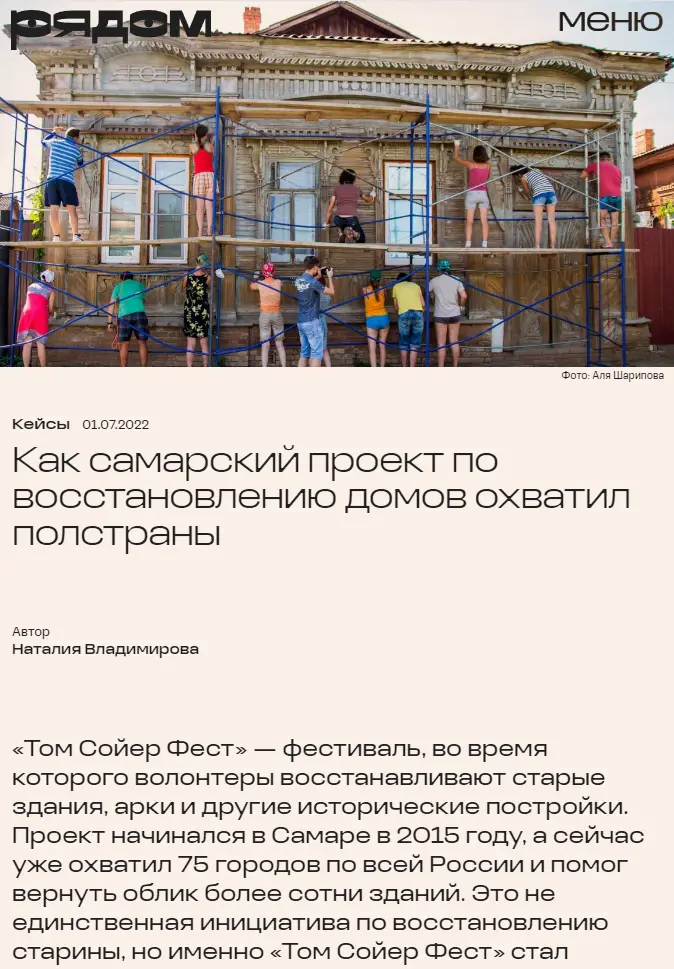 РЯДОМ
меню
Фото: Аля Шарипова
Кейсы 01.07.2022
Как самарский проект по
восстановлению домов охватил
полстраны
Автор
Наталия Владимирова
«Том Сойер Фест» — фестиваль, во время
которого волонтеры восстанавливают старые
здания, арки и другие исторические постройки.
Проект начинался в Самаре в 2015 году, а сейчас
уже охватил 75 городов по всей России и помог
вернуть облик более сотни зданий. Это не
единственная инициатива по восстановлению
старины, но именно «Том Сойер Фест» стал